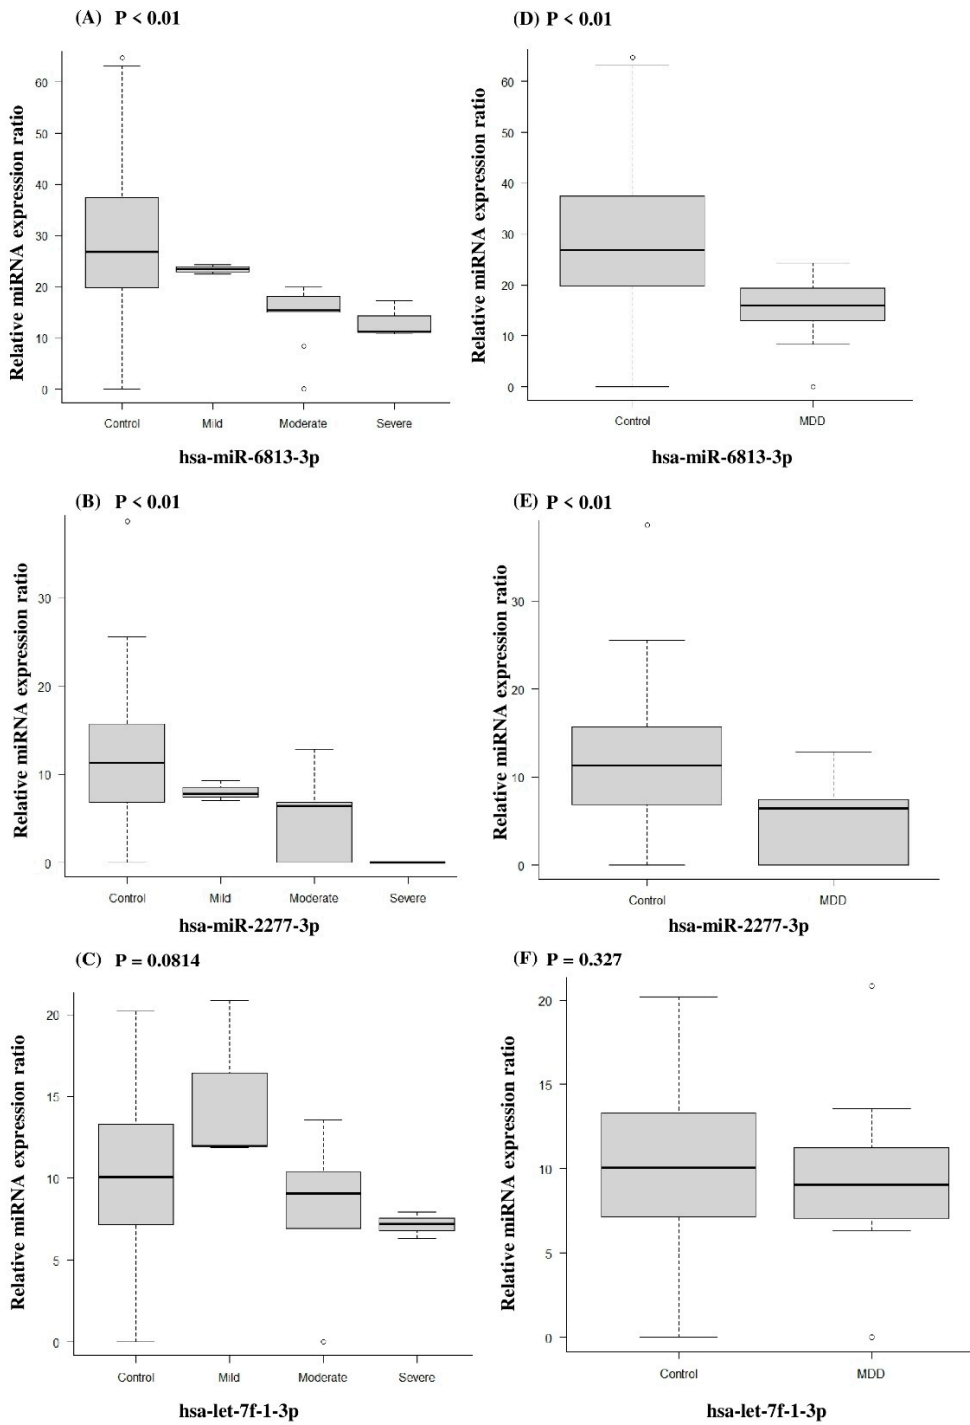 (A) P < 0.01
Relative miRNA expression ratio
60
50
40
30
20
10
0
Control Mild Moderate Severe
hsa-miR-6813-3p
(D) P < 0.01
Relative miRNA expression ratio
60
50
40
30
20
10
0
Control MDD
hsa-miR-6813-3p
(B) P < 0.01
Relative miRNA expression ratio
30
20
10
0
Control Mild Moderate Severe
hsa-miR-2277-3p
(E) P < 0.01
Relative miRNA expression ratio
30
20
10
0
Control MDD
hsa-miR-2277-3p
(C) P = 0.0814
Relative miRNA expression ratio
20
15
10
5
0
Control Mild Moderate Severe
hsa-let-7f-1-3p
(F) P = 0.327
Relative miRNA expression ratio
20
15
10
5
0
Control MDD
hsa-let-7f-1-3p